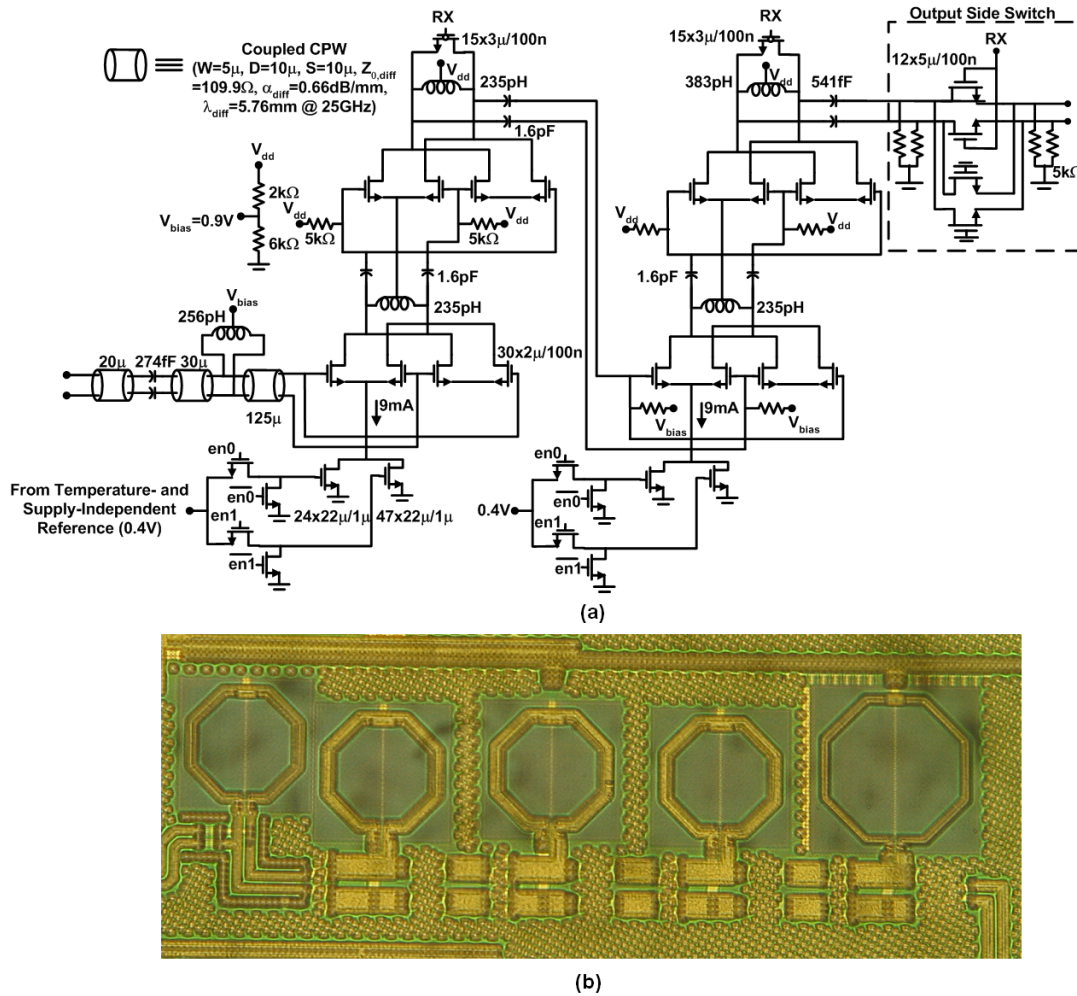 RX
15x3μ/100n
Vdd
235pH
1.6pF
Coupled CPW
(W=5μ, D=10μ, S=10μ, Z0,diff
=109.9Ω, αdiff=0.66dB/mm,
λdiff=5.76mm @ 25GHz)
Vdd
2kΩ
Vbias=0.9V
6kΩ
Vdd
5kΩ
5kΩ
Vdd
1.6pF
235pH
Vbias
256pH
20μ
274fF
30μ
125μ
30x2μ/100n
9mA
en0
en0
en1
en1
From Temperature- and
Supply-Independent
Reference (0.4V)
24x22μ/1μ
47x22μ/1μ
RX
15x3μ/100n
Vdd
383pH
541fF
Output Side Switch
RX
12x5μ/100n
5kΩ
Vdd
Vdd
1.6pF
235pH
9mA
Vbias
Vbias
en0
en0
0.4V
en1
en1
(a)
(b)